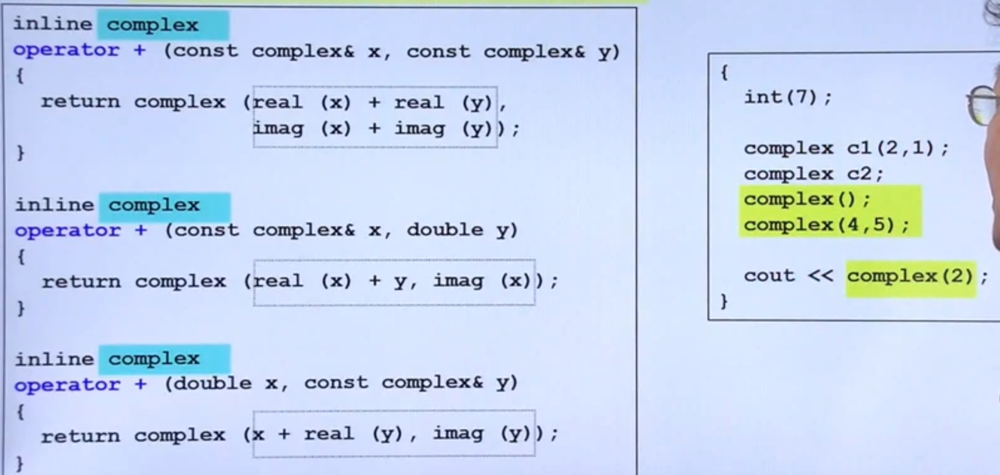 inline complex
operator + (const complex& x, const complex& y)
{
  return complex (real (x) + real (y),
                  imag (x) + imag (y));
}

inline complex
operator + (const complex& x, double y)
{
  return complex (real (x) + y, imag (x));
}

inline complex
operator + (double x, const complex& y)
{
  return complex (x + real (y), imag (y));
}

{
  int(7);

  complex c1(2,1);
  complex c2;
  complex();
  complex(4,5);

  cout << complex(2);
}